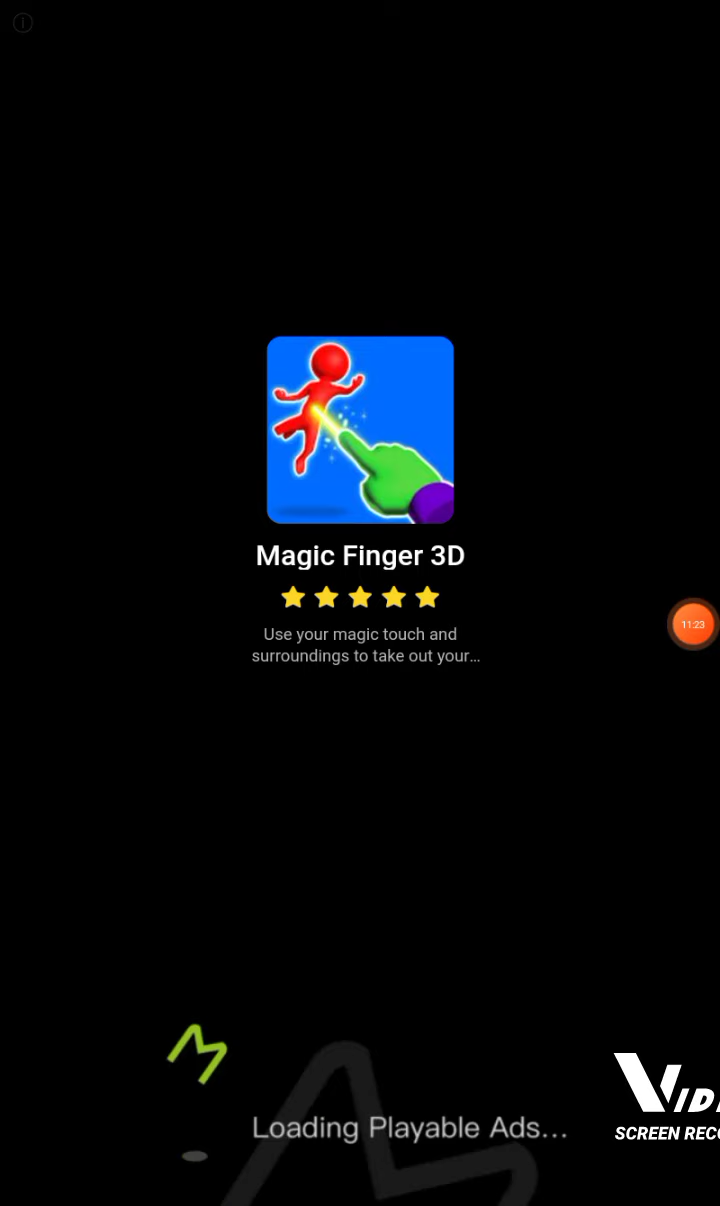 Magic Finger 3D
Use your magic touch and
surroundings to take out your...
11:23
Loading Playable Ads...
VID
SCREEN RECO